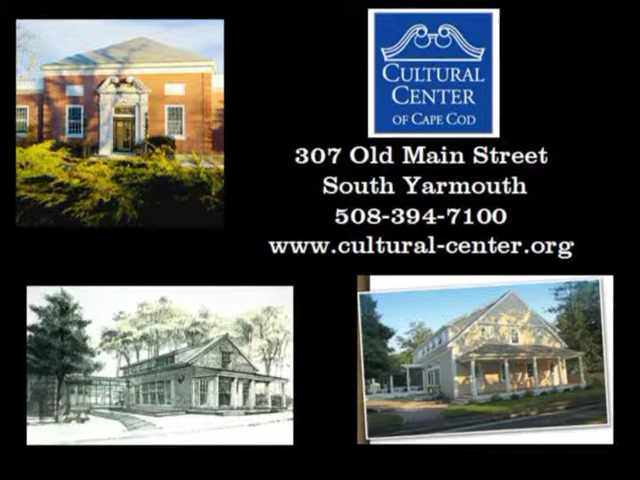 CULTURAL
CENTER
OF CAPE COD
307 Old Main Street
South Yarmouth
508-394-7100
www.cultural-center.org